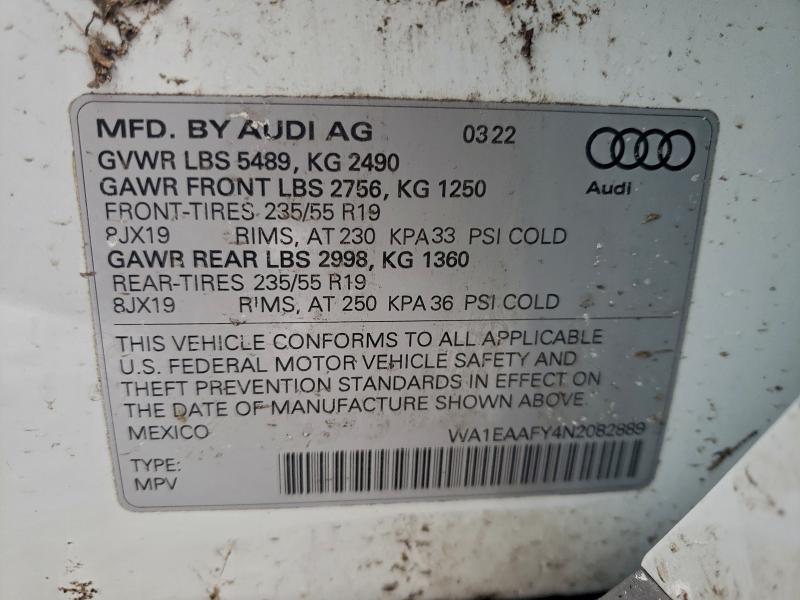 MFD. BY AUDI AG 03 22
GVWR LBS 5489, KG 2490
Audi
GAWR FRONT LBS 2756, KG 1250
FRONT-TIRES 235/55 R19
8JX19 RIMS, AT 230 KPA 33 PSI COLD
GAWR REAR LBS 2998, KG 1360
REAR-TIRES 235/55 R19
8JX19 RIMS, AT 250 KPA 36 PSI COLD
THIS VEHICLE CONFORMS TO ALL APPLICABLE
U.S. FEDERAL MOTOR VEHICLE SAFETY AND
THEFT PREVENTION STANDARDS IN EFFECT ON
THE DATE OF MANUFACTURE SHOWN ABOVE.
MEXICO WA1EAAFY4N2082889
TYPE:
MPV